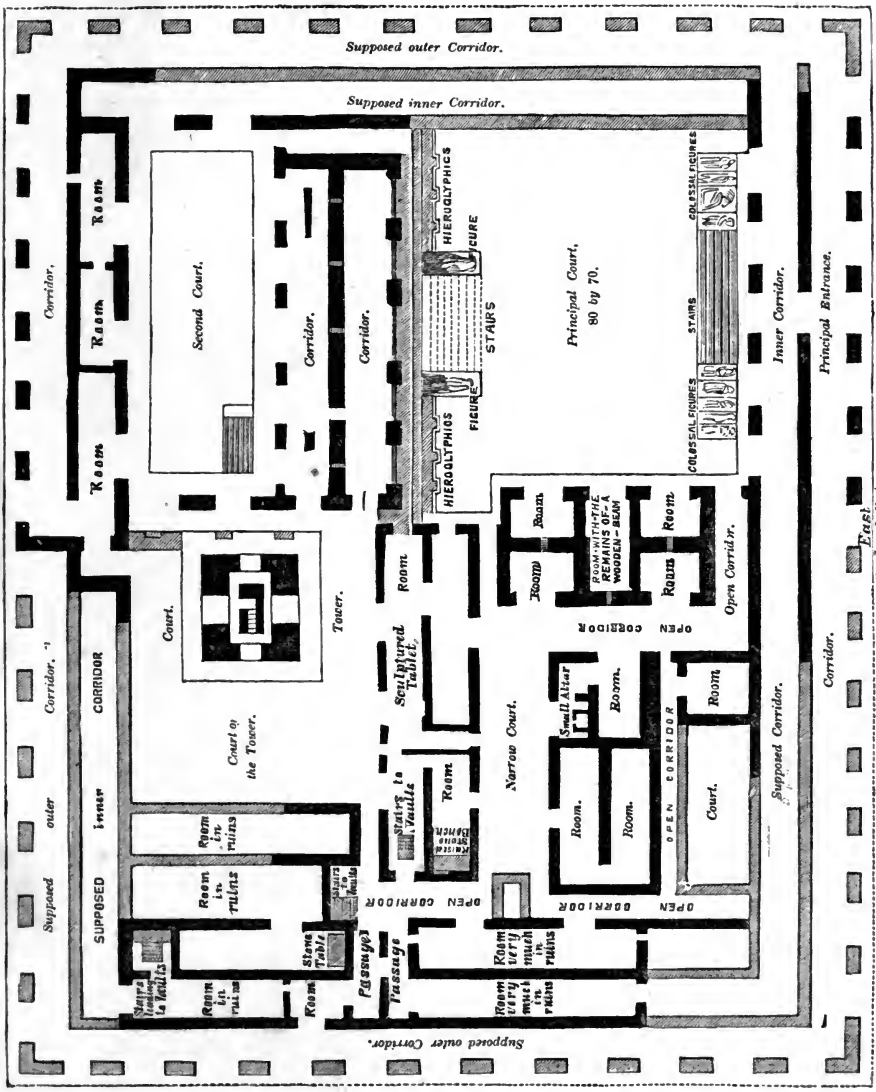 Supposed outer Corridor.
Supposed inner Corridor.
Corridor.
Room
Room
Room
Second Court.
Corridor.
Corridor.
HIEROGLYPHICS
FIGURE
STAIRS
FIGURE
HIEROGLYPHICS
Principal Court,
80 by 70.
COLOSSAL FIGURES
STAIRS
COLOSSAL FIGURES
Inner Corridor.
Principal Entrance.
East
Corridor.
Supposed outer Corridor.
SUPPOSED inner CORRIDOR
Court.
Tower.
Court of
the Tower.
Room
Sculptured
Tablet.
Stairs to
Vaults
Room
Raised
Stone
Bench
Narrow Court.
Room
Room
ROOM-WITH-THE
REMAINS OF-A
WOODEN-BEAM
Room
Room
Open Corridor.
OPEN CORRIDOR
Small Altar
Room.
Room.
Room.
OPEN CORRIDOR
Room
Court.
Supposed Corridor.
Room
in
ruins
Room
in
ruins
Stairs
to
Vaults
OPEN CORRIDOR
OPEN CORRIDOR
Stairs
leading
to Vaults
Room
in
ruins
Stone
Table
Room
Passage
Passage
Room
very
much
in
ruins
Room
very
much
in
ruins
Supposed outer Corridor.